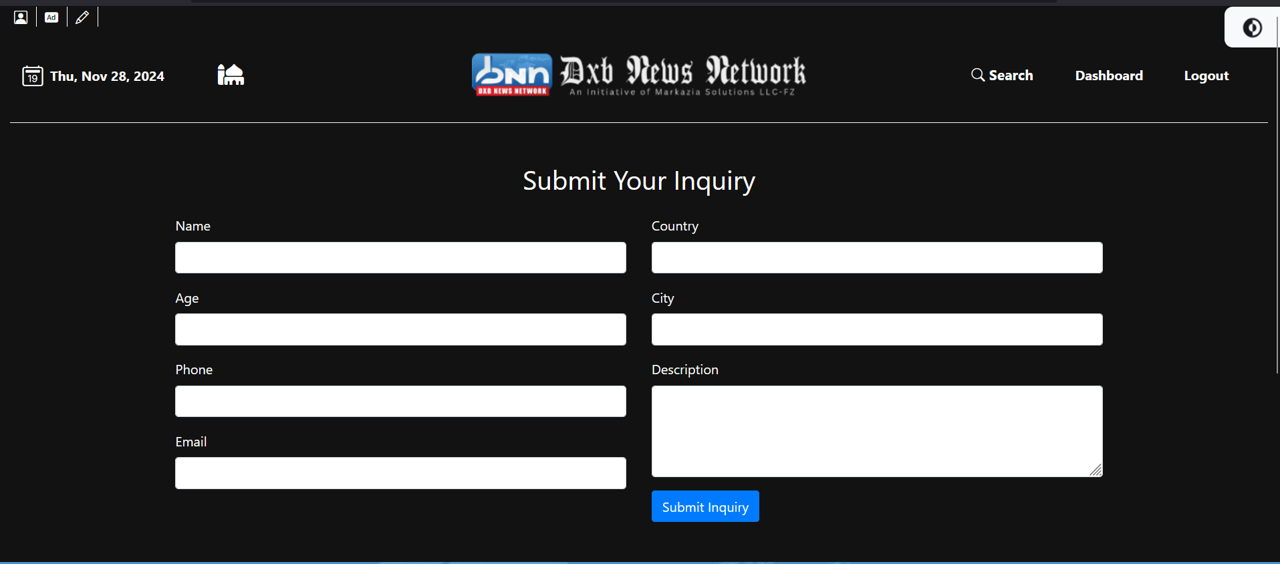 Ad
19 Thu, Nov 28, 2024
bnn
DXB NEWS NETWORK
Dxb News Network
An Initiative of Markazia Solutions LLC-FZ
Search
Dashboard
Logout
Submit Your Inquiry
Name
Country
Age
City
Phone
Description
Email
Submit Inquiry